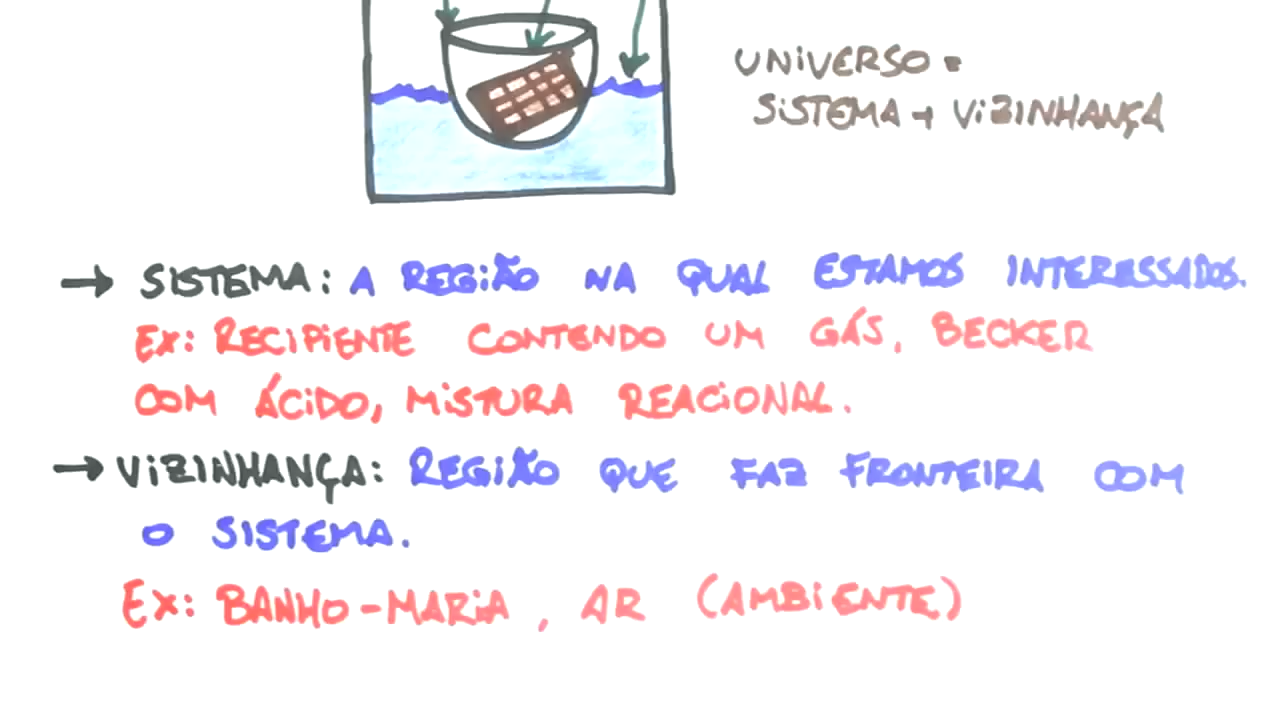 UNIVERSO =
SISTEMA + VIZINHANÇA
→ SISTEMA: A REGIÃO NA QUAL ESTAMOS INTERESSADOS.
EX: RECIPIENTE CONTENDO UM GÁS, BECKER
COM ÁCIDO, MISTURA REACIONAL.
→ VIZINHANÇA: REGIÃO QUE FAZ FRONTEIRA COM
O SISTEMA.
EX: BANHO-MARIA, AR (AMBIENTE)